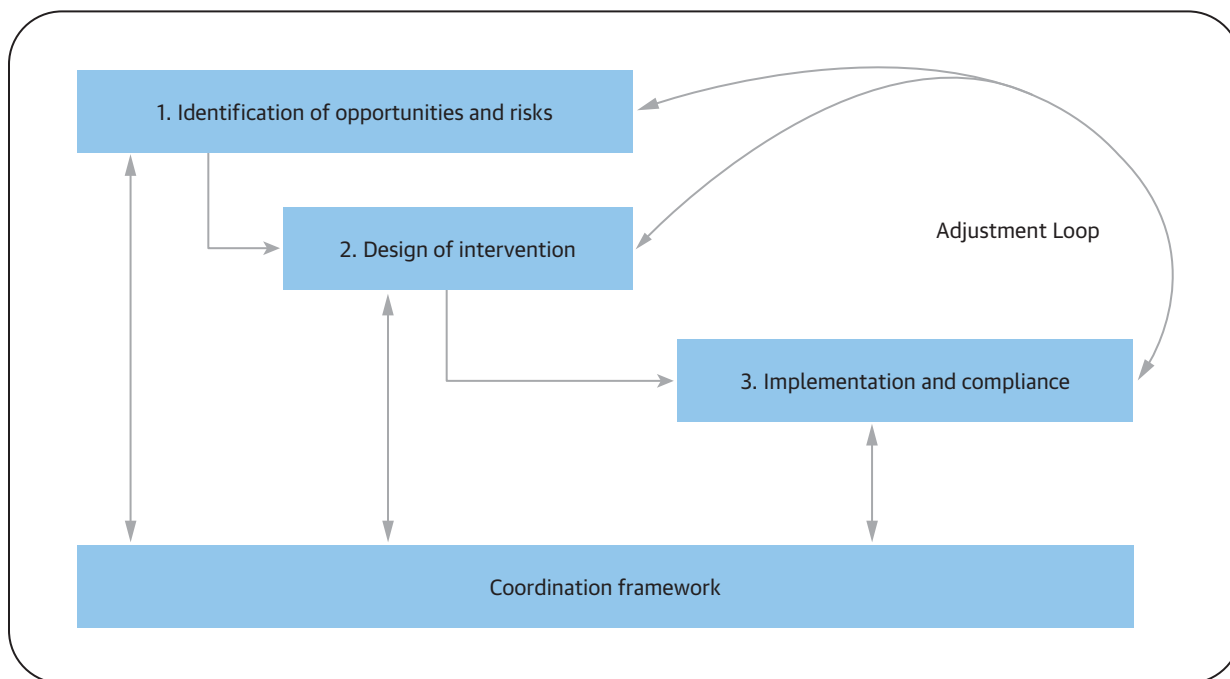 1. Identification of opportunities and risks
2. Design of intervention
Adjustment Loop
3. Implementation and compliance
Coordination framework